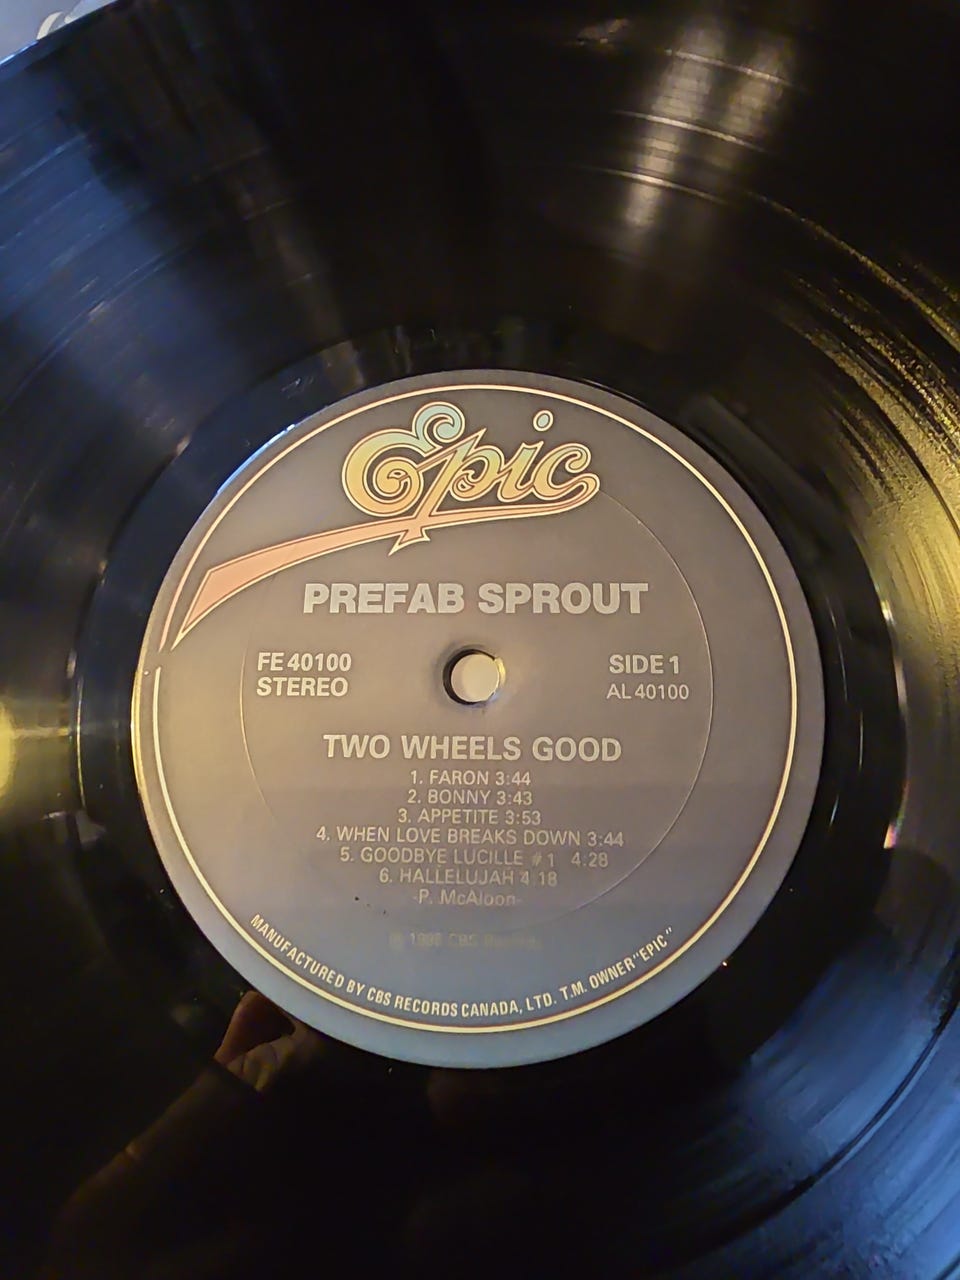 Epic
PREFAB SPROUT
FE 40100
STEREO
SIDE 1
AL 40100
TWO WHEELS GOOD
1. FARON 3:44
2. BONNY 3:43
3. APPETITE 3:53
4. WHEN LOVE BREAKS DOWN 3:44
5. GOODBYE LUCILLE #1 4:28
6. HALLELUJAH 4:18
-P. McAloon-
CBS
MANUFACTURED BY CBS RECORDS CANADA, LTD. T.M. OWNER "EPIC"